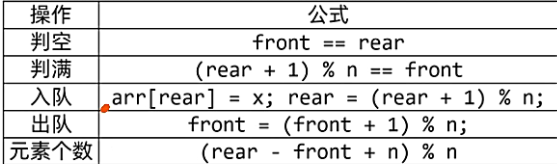 操作 公式
判空 front == rear
判满 (rear + 1) % n == front
入队 arr[rear] = x; rear = (rear + 1) % n;
出队 front = (front + 1) % n;
元素个数 (rear - front + n) % n